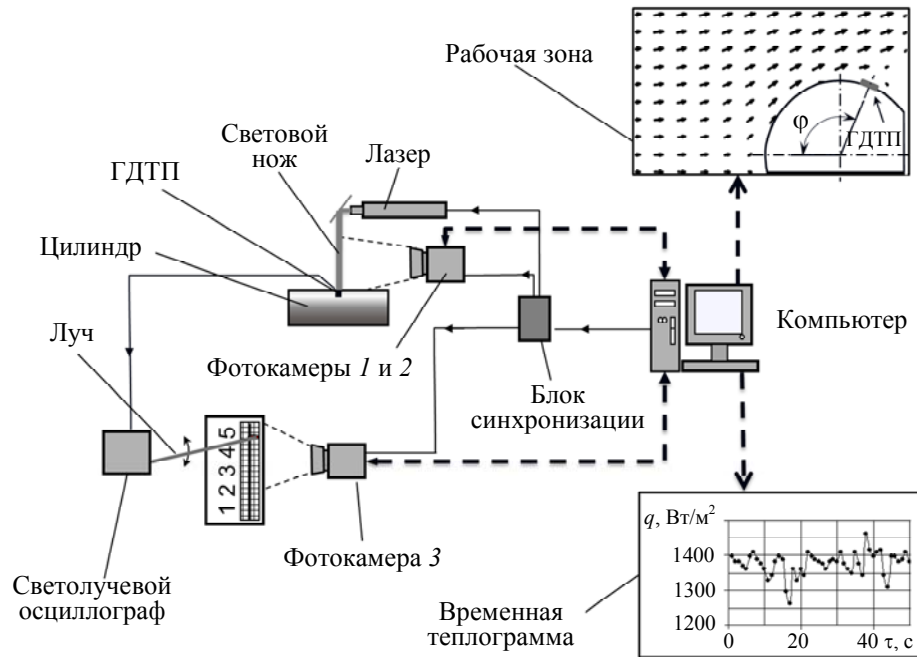 Рабочая зона
φ
ГДТП
Световой
нож
Лазер
ГДТП
Цилиндр
Компьютер
Луч
Фотокамеры 1 и 2
Блок
синхронизации
1 2 3 4 5
Фотокамера 3
Светолучевой
осциллограф
Временная
теплограмма
q, Вт/м²
1400
1300
1200
0 20 40 τ, с